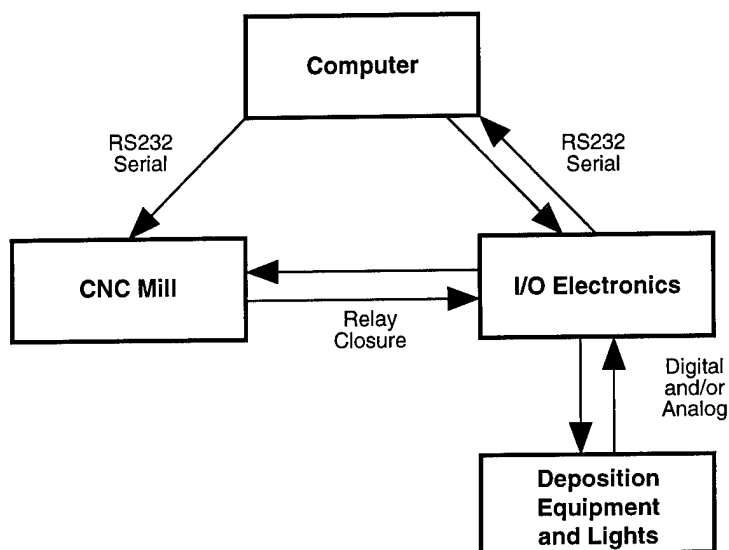 Computer
RS232
Serial
RS232
Serial
CNC Mill
I/O Electronics
Relay
Closure
Digital
and/or
Analog
Deposition
Equipment
and Lights